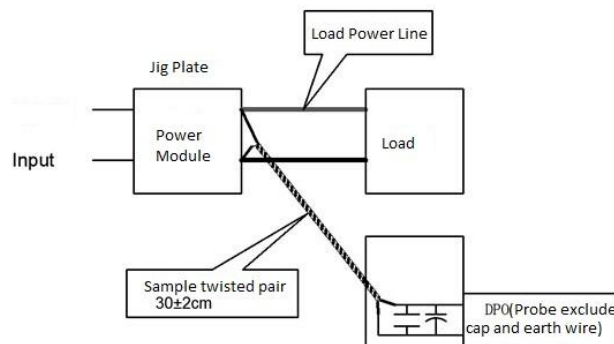 Load Power Line
Jig Plate
Power
Module
Load
Input
Sample twisted pair
30±2cm
DPO(Probe exclude
cap and earth wire)